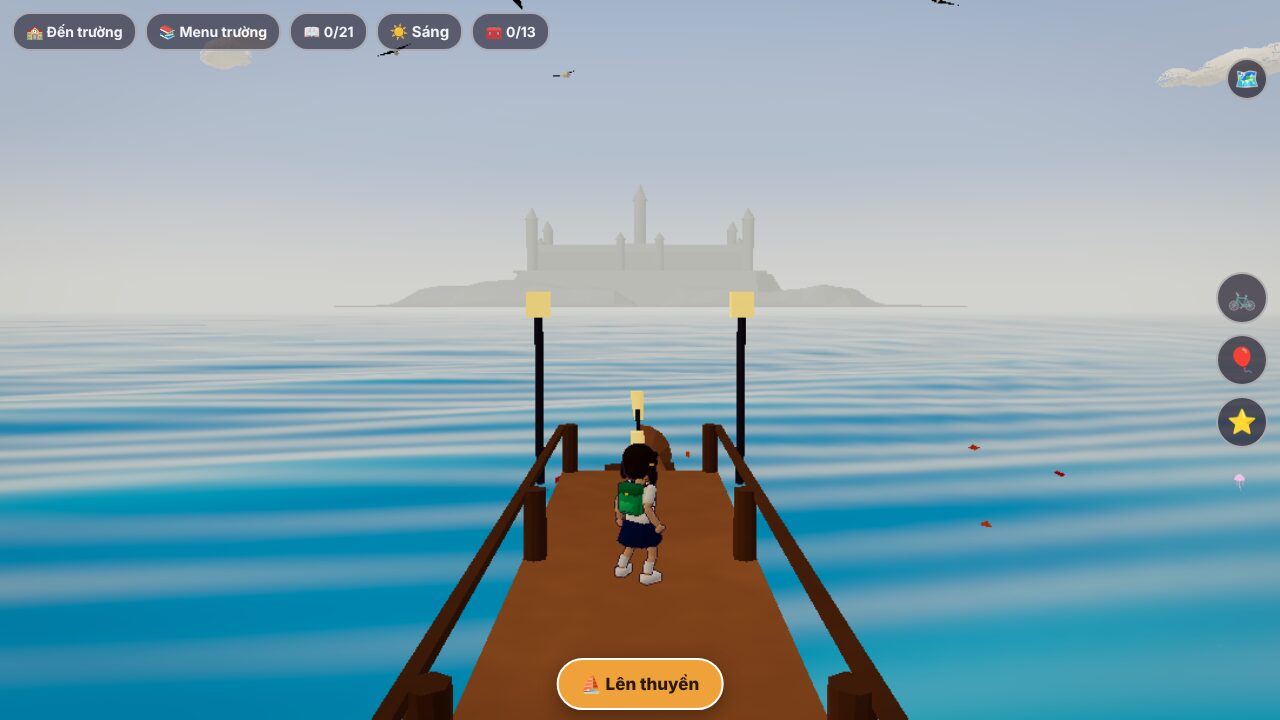 Đến trường
Menu trường
0/21
Sáng
0/13
Lên thuyền